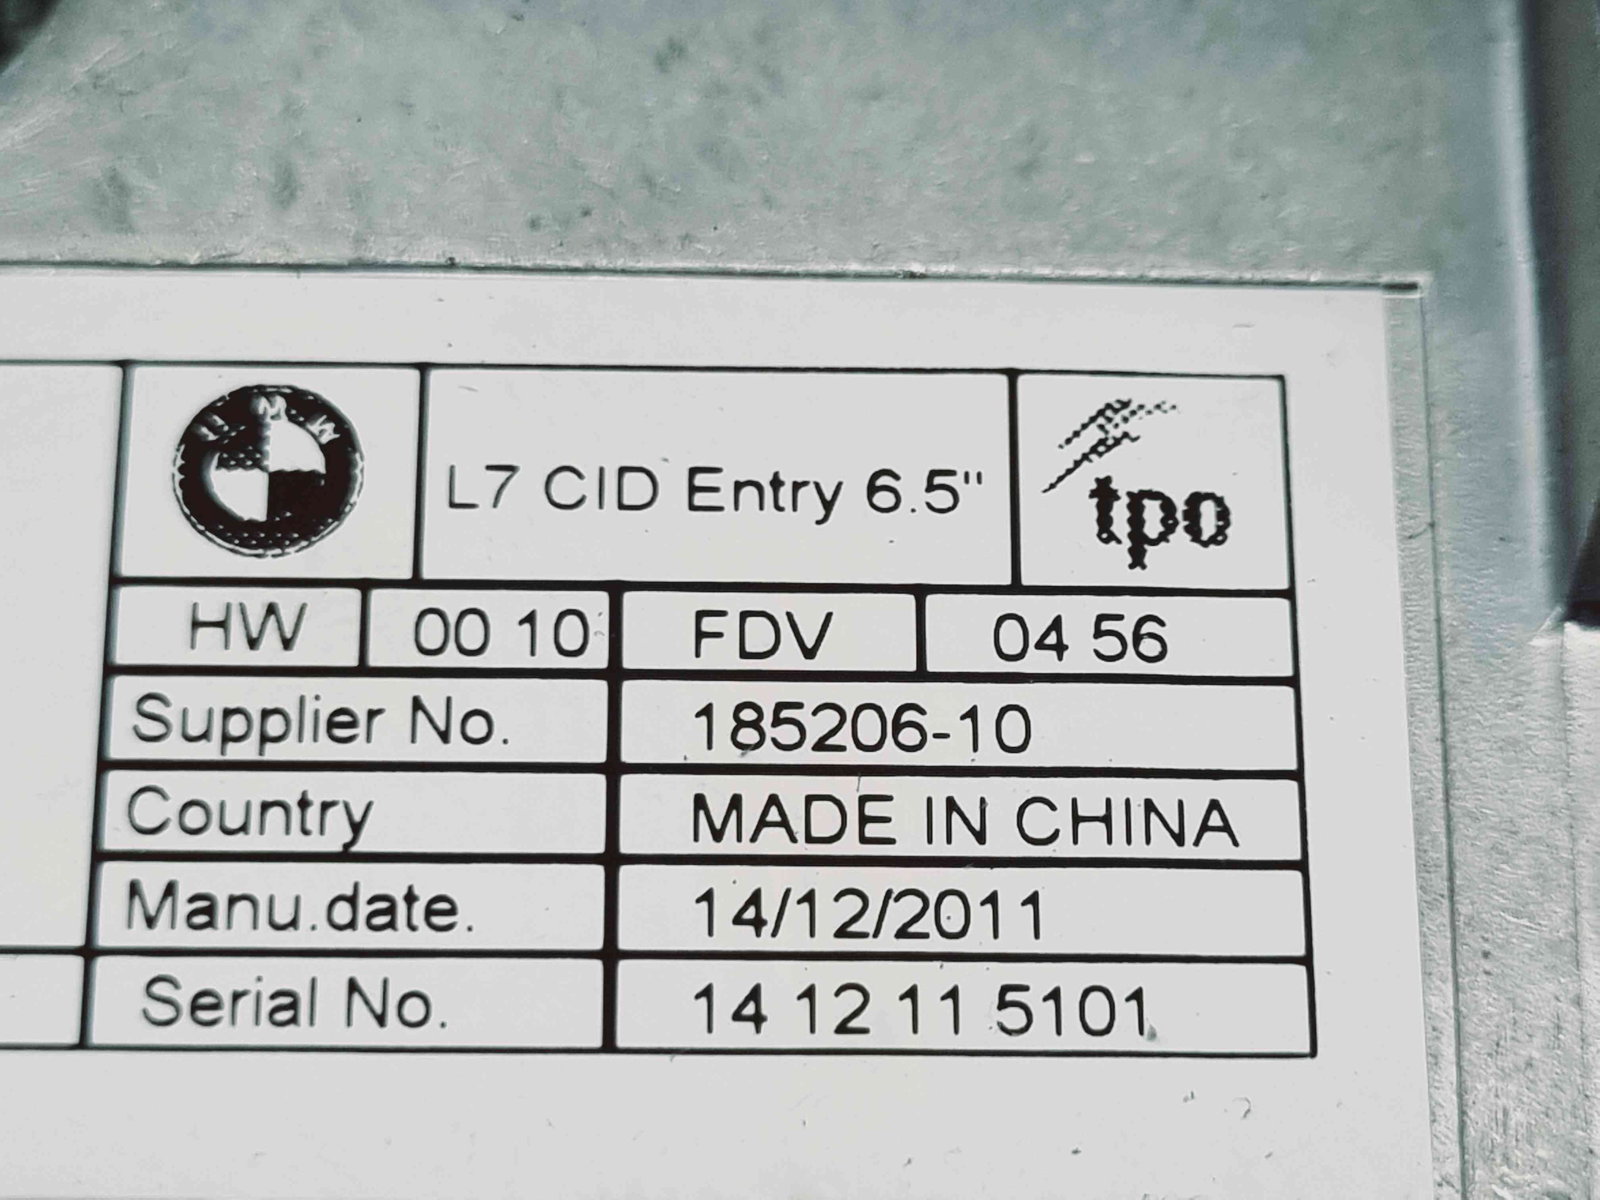 BMW
L7 CID Entry 6.5"
tpo
HW 00 10 FDV 04 56
Supplier No. 185206-10
Country MADE IN CHINA
Manu.date. 14/12/2011
Serial No. 14 12 11 5101